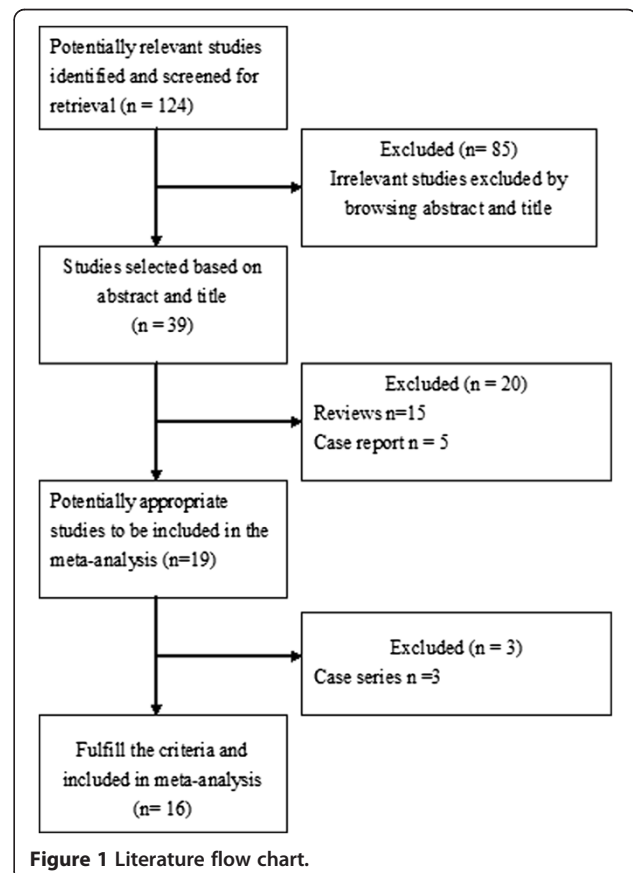 Potentially relevant studies
identified and screened for
retrieval (n = 124)
Excluded (n= 85)
Irrelevant studies excluded by
browsing abstract and title
Studies selected based on
abstract and title
(n = 39)
Excluded (n = 20)
Reviews n=15
Case report n = 5
Potentially appropriate
studies to be included in the
meta-analysis (n=19)
Excluded (n = 3)
Case series n =3
Fulfill the criteria and
included in meta-analysis
(n= 16)
Figure 1 Literature flow chart.